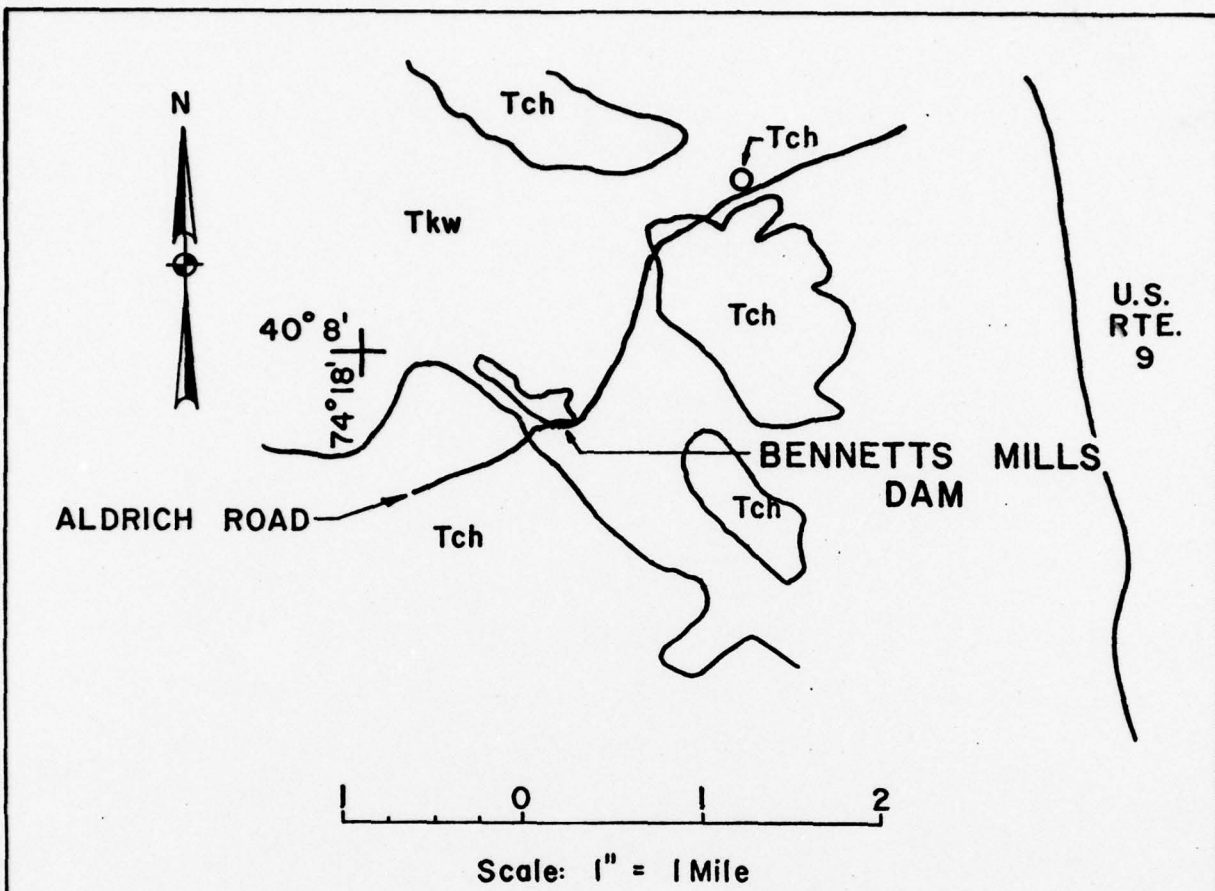 Tch
N
Tch
Tkw
40° 8'
74° 18'
Tch
U.S.
RTE.
9
BENNETTS MILLS
DAM
Tch
ALDRICH ROAD
Tch
1 0 1 2
Scale: 1" = 1 Mile